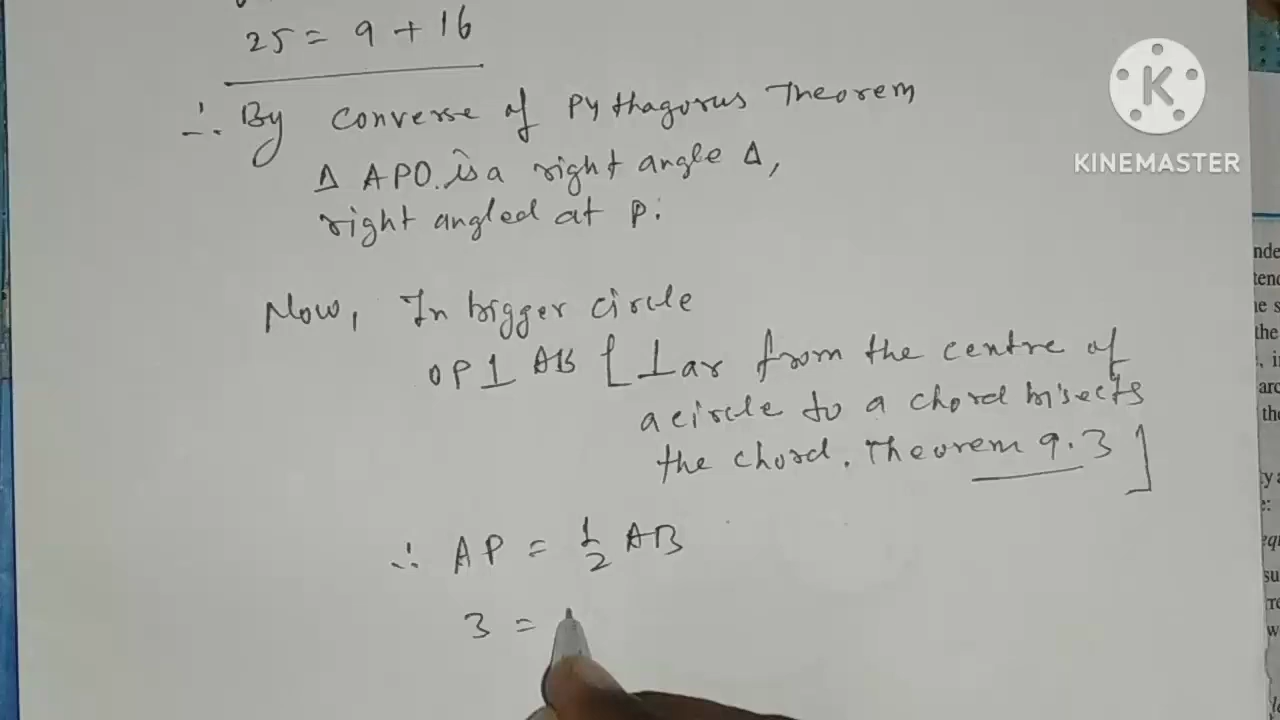 25 = 9 + 16
∴ By converse of Pythagorus Theorem
Δ APO. is a right angle Δ,
right angled at P.
Now, In bigger circle
OP ⊥ AB [⊥ar from the centre of
a circle to a chord bisects
the chord. Theorem 9.3]
∴ AP = 1/2 AB
3 =
K
KINEMASTER